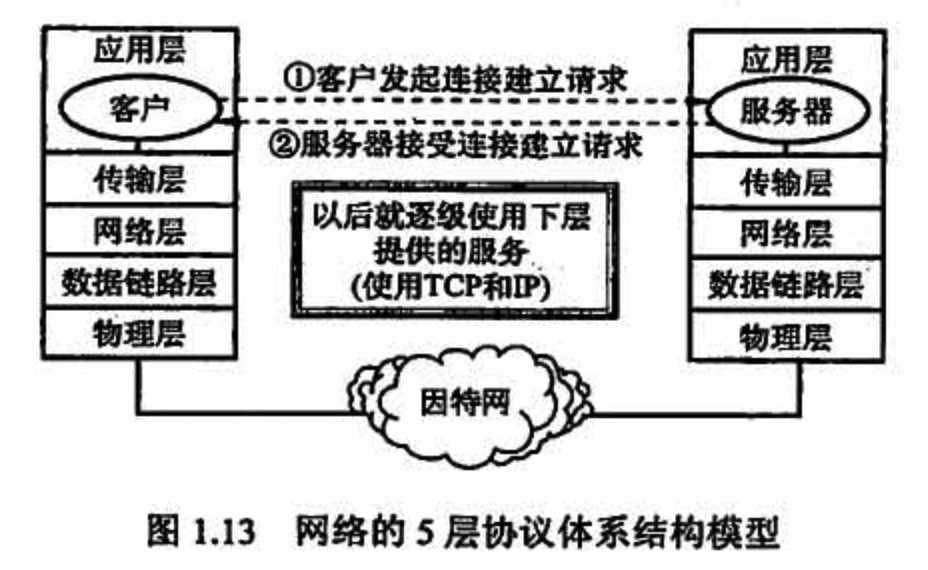 应用层
客户
传输层
网络层
数据链路层
物理层
①客户发起连接建立请求
②服务器接受连接建立请求
以后就逐级使用下层
提供的服务
(使用TCP和IP)
应用层
服务器
传输层
网络层
数据链路层
物理层
因特网
图 1.13 网络的 5 层协议体系结构模型